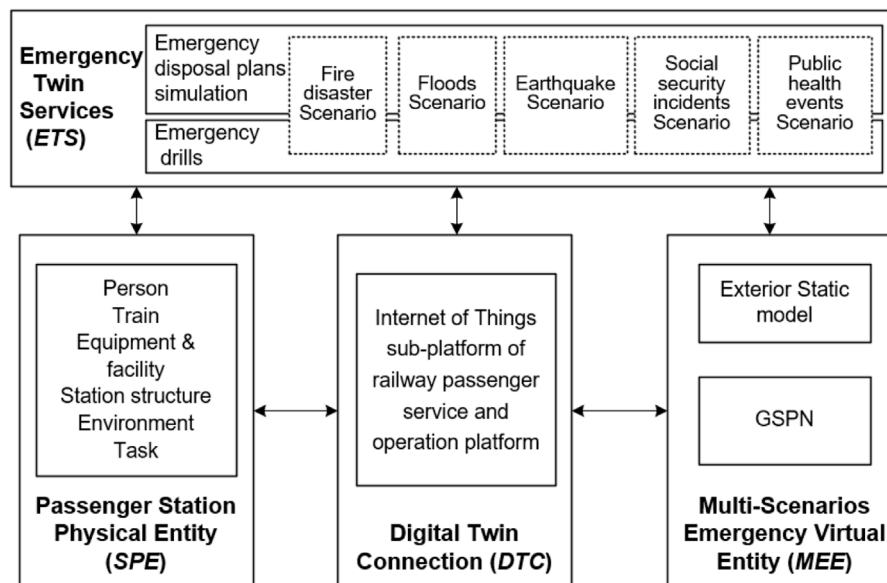 Emergency
Twin
Services
(ETS)
Emergency
disposal plans
simulation
Emergency
drills
Fire
disaster
Scenario
Floods
Scenario
Earthquake
Scenario
Social
security
incidents
Scenario
Public
health
events
Scenario
Person
Train
Equipment &
facility
Station structure
Environment
Task
Passenger Station
Physical Entity
(SPE)
Internet of Things
sub-platform of
railway passenger
service and
operation platform
Digital Twin
Connection (DTC)
Exterior Static
model
GSPN
Multi-Scenarios
Emergency Virtual
Entity (MEE)